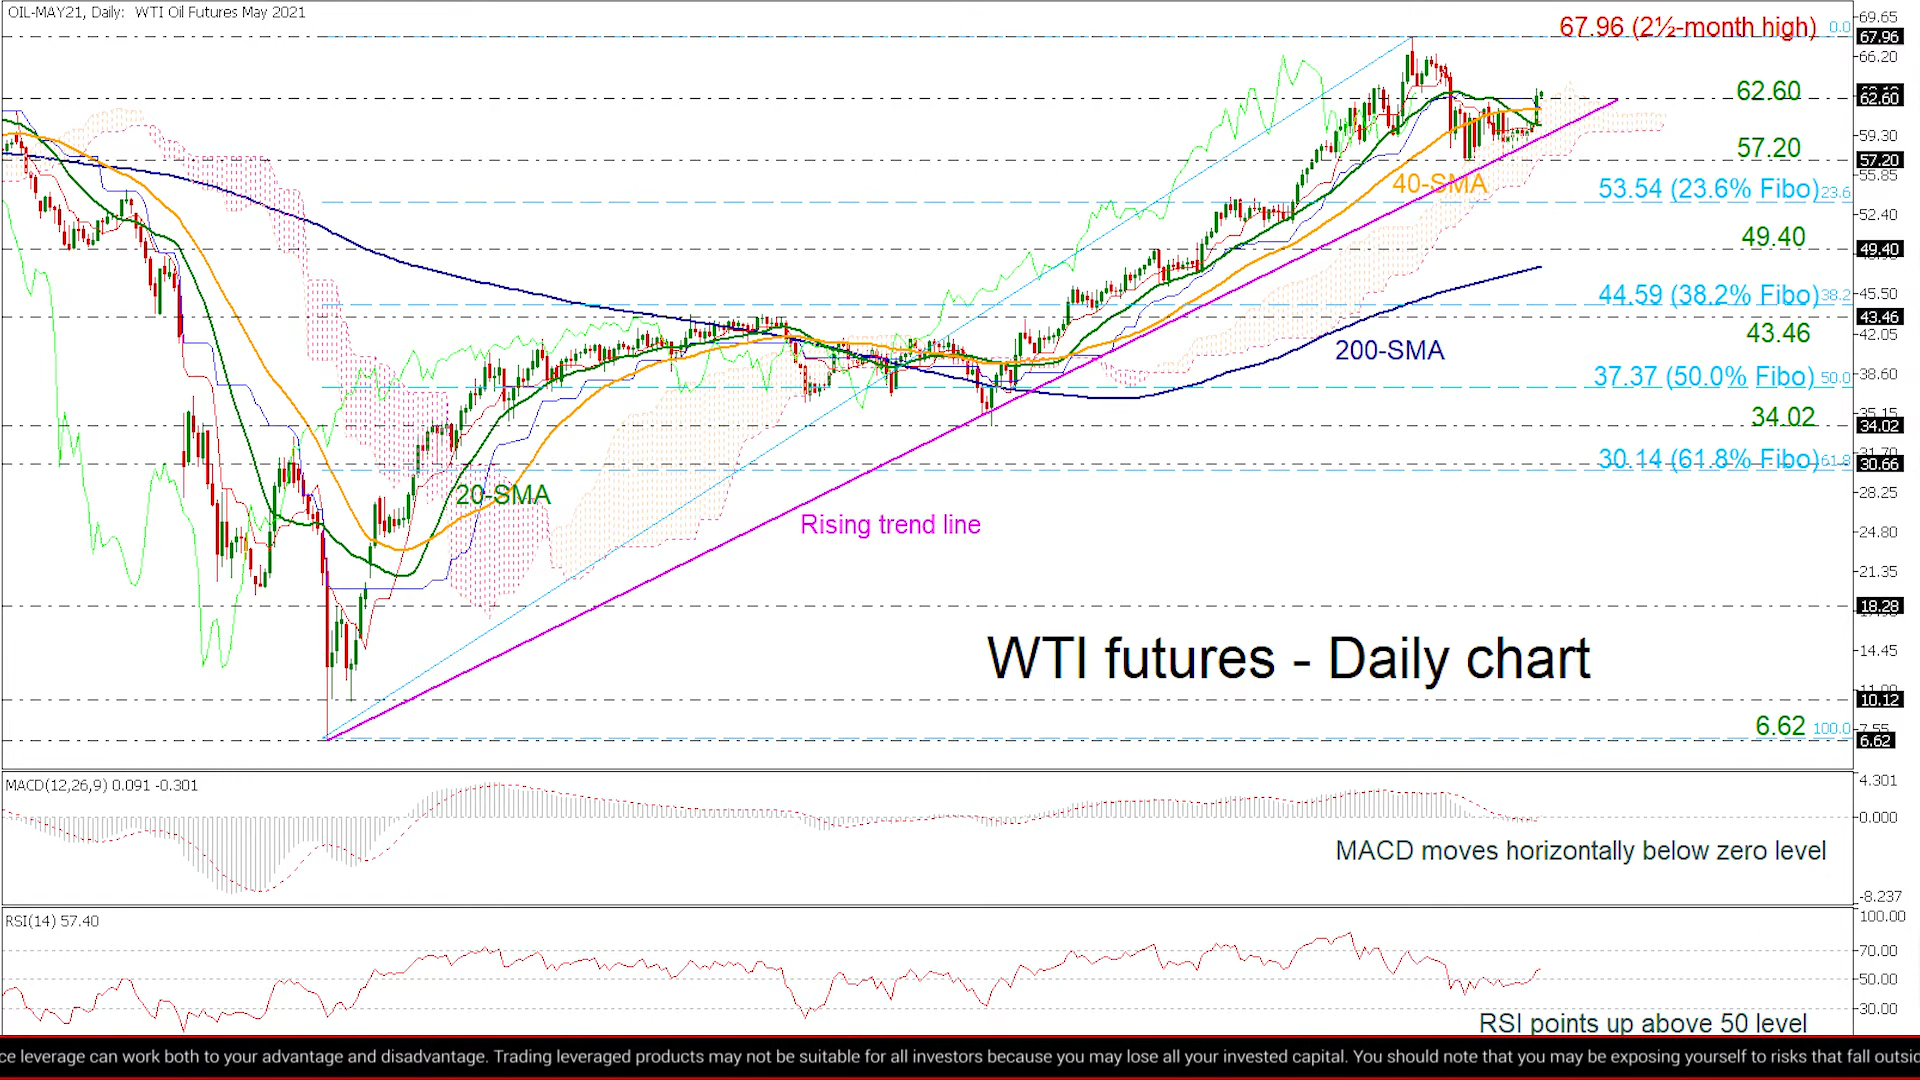 OIL-MAY21, Daily: WTI Oil Futures May 2021
69.65
67.96 (2½-month high)
0.0
67.96
66.20
62.60
62.60
59.30
57.20
57.20
55.85
40-SMA
53.54 (23.6% Fibo)
23.6
52.40
49.40
49.40
44.59 (38.2% Fibo)
38.2
45.50
43.46
43.46
42.05
200-SMA
37.37 (50.0% Fibo)
50.0
38.60
34.02
35.15
34.02
30.14 (61.8% Fibo)
61.8
31.70
30.66
20-SMA
28.25
Rising trend line
24.80
21.35
18.28
WTI futures - Daily chart
14.45
11.00
10.12
6.62
100.0
7.55
6.62
MACD(12,26,9) 0.091 -0.301
4.301
0.000
MACD moves horizontally below zero level
-8.237
RSI(14) 57.40
100.00
70.00
50.00
30.00
RSI points up above 50 level
ce leverage can work both to your advantage and disadvantage. Trading leveraged products may not be suitable for all investors because you may lose all your invested capital. You should note that you may be exposing yourself to risks that fall outsid